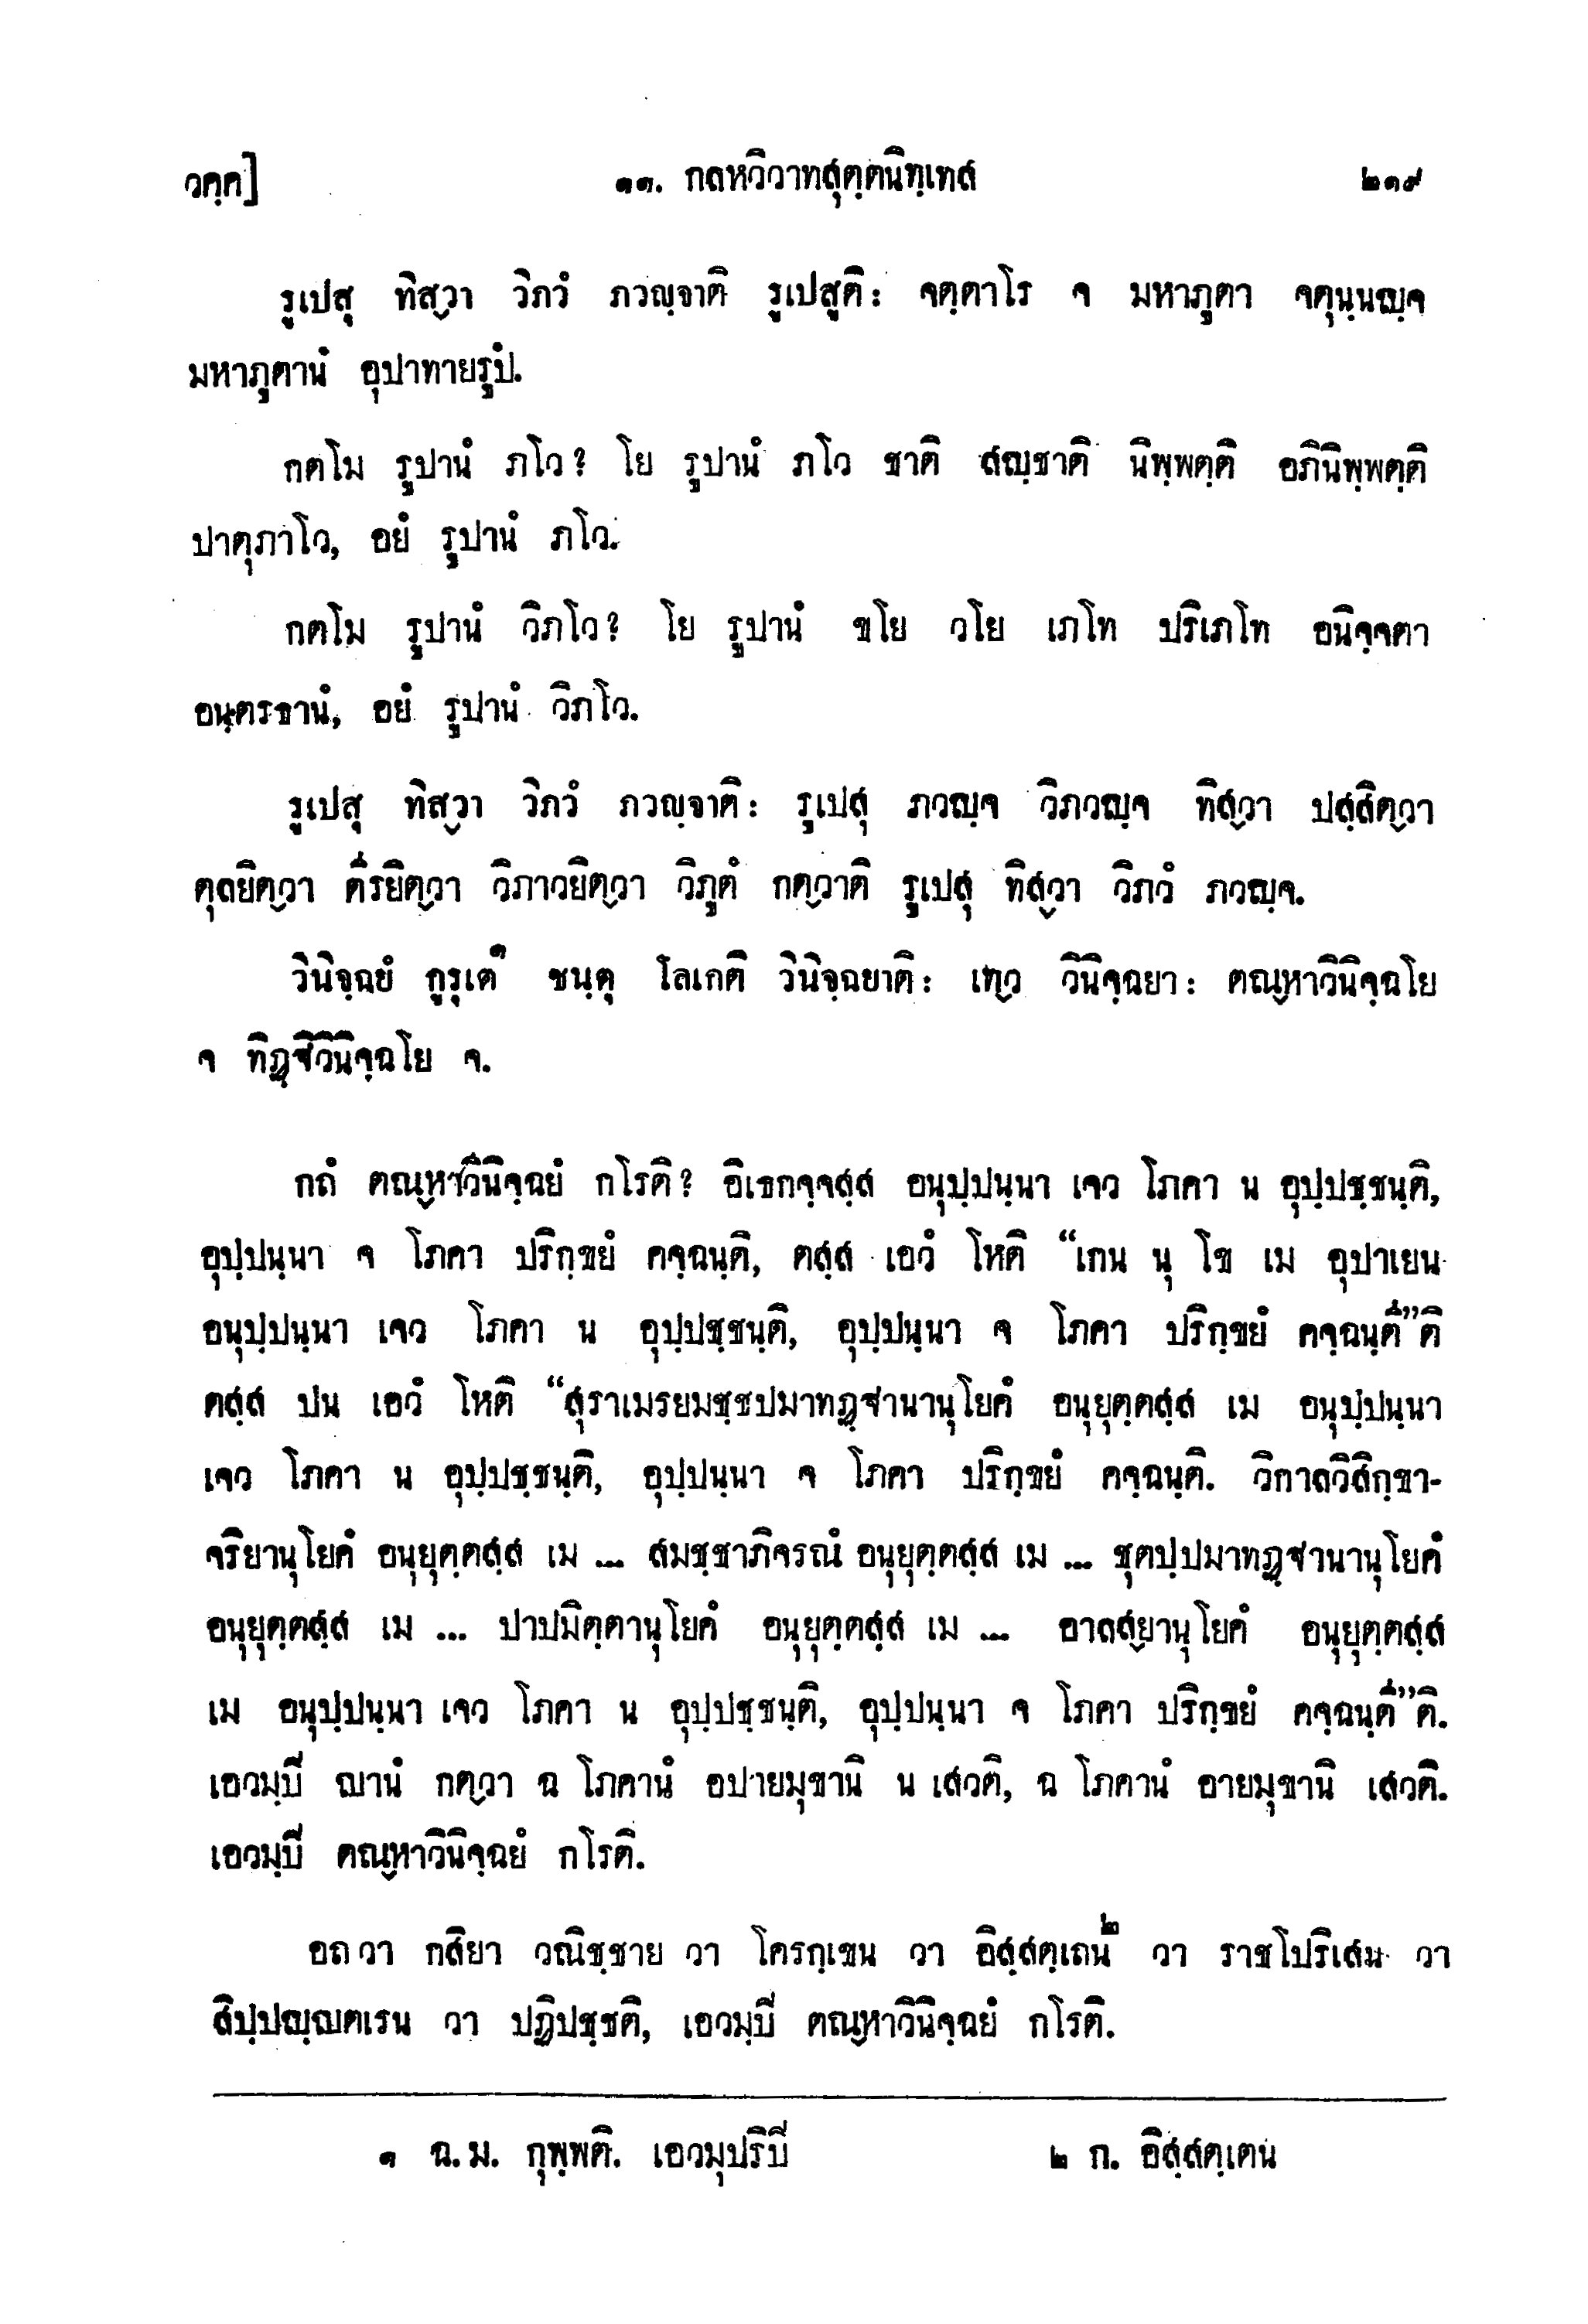 วคฺค]
๑๑. กลหวิวาทสุตฺตนิทฺเทส
๒๑๙
รูเปสุ ทิสฺวา วิภวํ ภวญฺจาติ รูเปสูติ: จตฺตาโร จ มหาภูตา จตุนฺนญฺจ
มหาภูตานํ อุปาทายรูปํ.
กตโม รูปานํ ภโว? โย รูปานํ ภโว ชาติ สญฺชาติ นิพฺพตฺติ อภินิพฺพตฺติ
ปาตุภาโว, อยํ รูปานํ ภโว.
กตโม รูปานํ วิภโว? โย รูปานํ ขโย วโย เภโท ปริเภโท อนิจฺจตา
อนฺตรธานํ, อยํ รูปานํ วิภโว.
รูเปสุ ทิสฺวา วิภวํ ภวญฺจาติ: รูเปสุ ภวญฺจ วิภวญฺจ ทิสฺวา ปสฺสิตฺวา
ตุลยิตฺวา ตีรยิตฺวา วิภาวยิตฺวา วิภูตํ กตฺวาติ รูเปสุ ทิสฺวา วิภวํ ภวญฺจ.
วินิจฺฉยํ กูรุเต๑ ชนฺตุ โลเกติ วินิจฺฉยาติ: เทฺว วินิจฺฉยา: ตณฺหาวินิจฺฉโย
จ ทิฏฺฐิวินิจฺฉโย จ.
กถํ ตณฺหาวินิจฺฉยํ กโรติ? อิเธกจฺจสฺส อนุปฺปนฺนา เจว โภคา น อุปฺปชฺชนฺติ,
อุปฺปนฺนา จ โภคา ปริกฺขยํ คจฺฉนฺติ, ตสฺส เอวํ โหติ “เกน นุ โข เม อุปาเยน
อนุปฺปนฺนา เจว โภคา น อุปฺปชฺชนฺติ, อุปฺปนฺนา จ โภคา ปริกฺขยํ คจฺฉนฺตี”ติ
ตสฺส ปน เอวํ โหติ “สุราเมรยมชฺชปมาทฏฺฐานานุโยคํ อนุยุตฺตสฺส เม อนุปฺปนฺนา
เจว โภคา น อุปฺปชฺชนฺติ, อุปฺปนฺนา จ โภคา ปริกฺขยํ คจฺฉนฺติ. วิกาลวิสิกฺขา-
จริยานุโยคํ อนุยุตฺตสฺส เม ... สมชฺชาภิจรณํ อนุยุตฺตสฺส เม ... ชุตปฺปมาทฏฺฐานานุโยคํ
อนุยุตฺตสฺส เม ... ปาปมิตฺตานุโยคํ อนุยุตฺตสฺส เม ... อาลสฺยานุโยคํ อนุยุตฺตสฺส
เม อนุปฺปนฺนา เจว โภคา น อุปฺปชฺชนฺติ, อุปฺปนฺนา จ โภคา ปริกฺขยํ คจฺฉนฺตี”ติ.
เอวมฺปิ ญานํ กตฺวา ฉ โภคานํ อปายมุขานิ น เสวติ, ฉ โภคานํ อายมุขานิ เสวติ.
เอวมฺปิ ตณฺหาวินิจฺฉยํ กโรติ.
อถ วา กสิยา วณิชฺชาย วา โครกฺเขน วา อิสฺสตฺเถน๒ วา ราชโปริเสน วา
สิปฺปญฺญตเรน วา ปฏิปชฺชติ, เอวมฺปิ ตณฺหาวินิจฺฉยํ กโรติ.
๑ ฉ.ม. กุพฺพติ. เอวมุปริปิ
๒ ก. อิสฺสตฺเตน